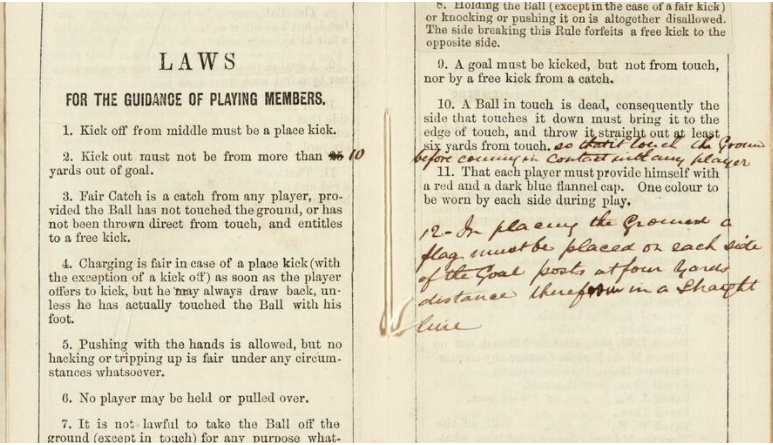 LAWS
FOR THE GUIDANCE OF PLAYING MEMBERS.
1. Kick off from middle must be a place kick.
2. Kick out must not be from more than 25 10
yards out of goal.
3. Fair Catch is a catch from any player, pro-
vided the Ball has not touched the ground, or has
not been thrown direct from touch, and entitles
to a free kick.
4. Charging is fair in case of a place kick (with
the exception of a kick off) as soon as the player
offers to kick, but he may always draw back, un-
less he has actually touched the Ball with his
foot.
5. Pushing with the hands is allowed, but no
hacking or tripping up is fair under any circum-
stances whatsoever.
6. No player may be held or pulled over.
7. It is not lawful to take the Ball off the
ground (except in touch) for any purpose what-
8. Holding the Ball (except in the case of a fair kick)
or knocking or pushing it on is altogether disallowed.
The side breaking this Rule forfeits a free kick to the
opposite side.
9. A goal must be kicked, but not from touch,
nor by a free kick from a catch.
10. A Ball in touch is dead, consequently the
side that touches it down must bring it to the
edge of touch, and throw it straight out at least
six yards from touch. so that it touch the Ground
before coming in contact with any player
11. That each player must provide himself with
a red and a dark blue flannel cap. One colour to
be worn by each side during play.
12- In placing the Ground a
flag must be placed on each side
of the Goal posts at four Yards
distance therefrom in a Straight
line